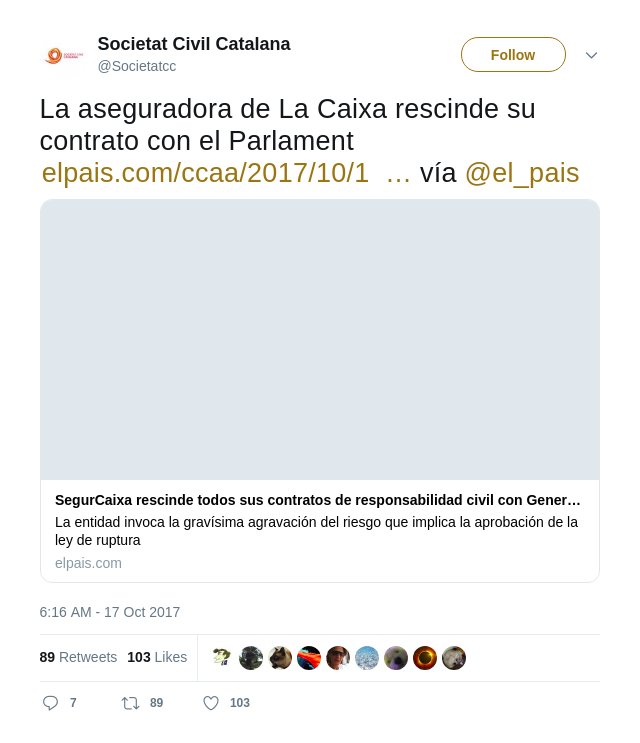 Societat Civil Catalana
@Societatcc
Follow
La aseguradora de La Caixa rescinde su
contrato con el Parlament
elpais.com/ccaa/2017/10/1 … vía @el_pais
SegurCaixa rescinde todos sus contratos de responsabilidad civil con Gener…
La entidad invoca la gravísima agravación del riesgo que implica la aprobación de la
ley de ruptura
elpais.com
6:16 AM - 17 Oct 2017
89 Retweets 103 Likes
7 89 103